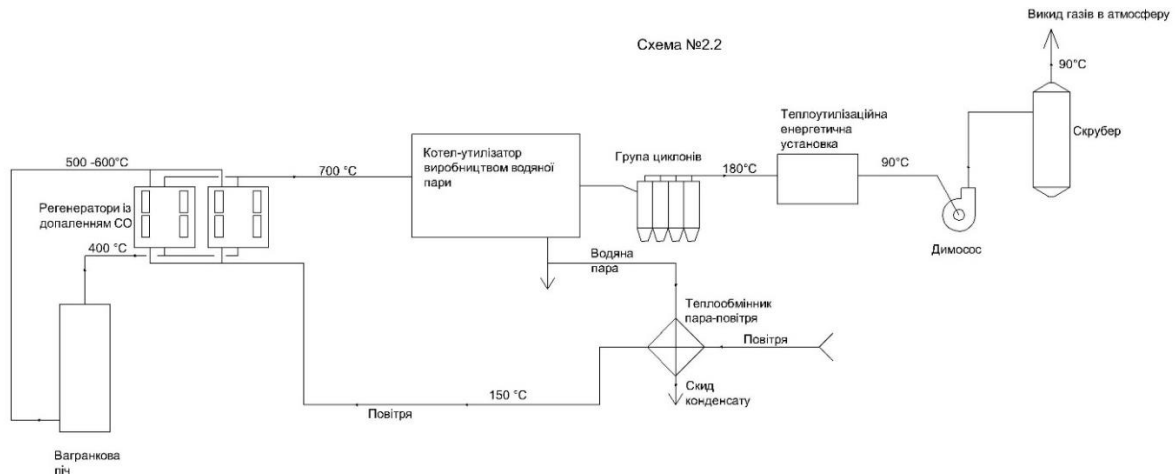 Викид газів в атмосферу
Схема №2.2
90°C
Теплоутилізаційна
енергетична
установка
Скрубер
500 -600°C
Котел-утилизатор
виробництвом водяної
пари
Група циклонів
700 °C
180°C
90°C
Регенератори із
допаленням CO
400 °C
Водяна
пара
Димосос
Теплообмінник
пара-повітря
Повітря
150 °C
Скид
конденсату
Повітря
Вагранкова
піч